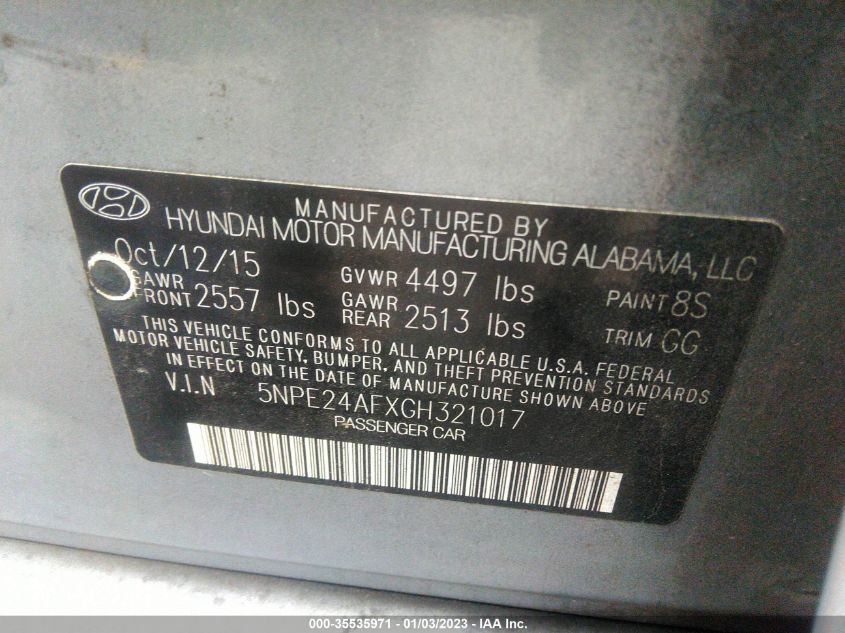 MANUFACTURED BY
HYUNDAI MOTOR MANUFACTURING ALABAMA, LLC
Oct/12/15 GVWR 4497 lbs PAINT 8S
GAWR FRONT 2557 lbs GAWR REAR 2513 lbs TRIM GG
THIS VEHICLE CONFORMS TO ALL APPLICABLE U.S.A. FEDERAL
MOTOR VEHICLE SAFETY, BUMPER, AND THEFT PREVENTION STANDARDS
IN EFFECT ON THE DATE OF MANUFACTURE SHOWN ABOVE.
V.I.N 5NPE24AFXGH321017
PASSENGER CAR
000-35535971 - 01/03/2023 - IAA Inc.